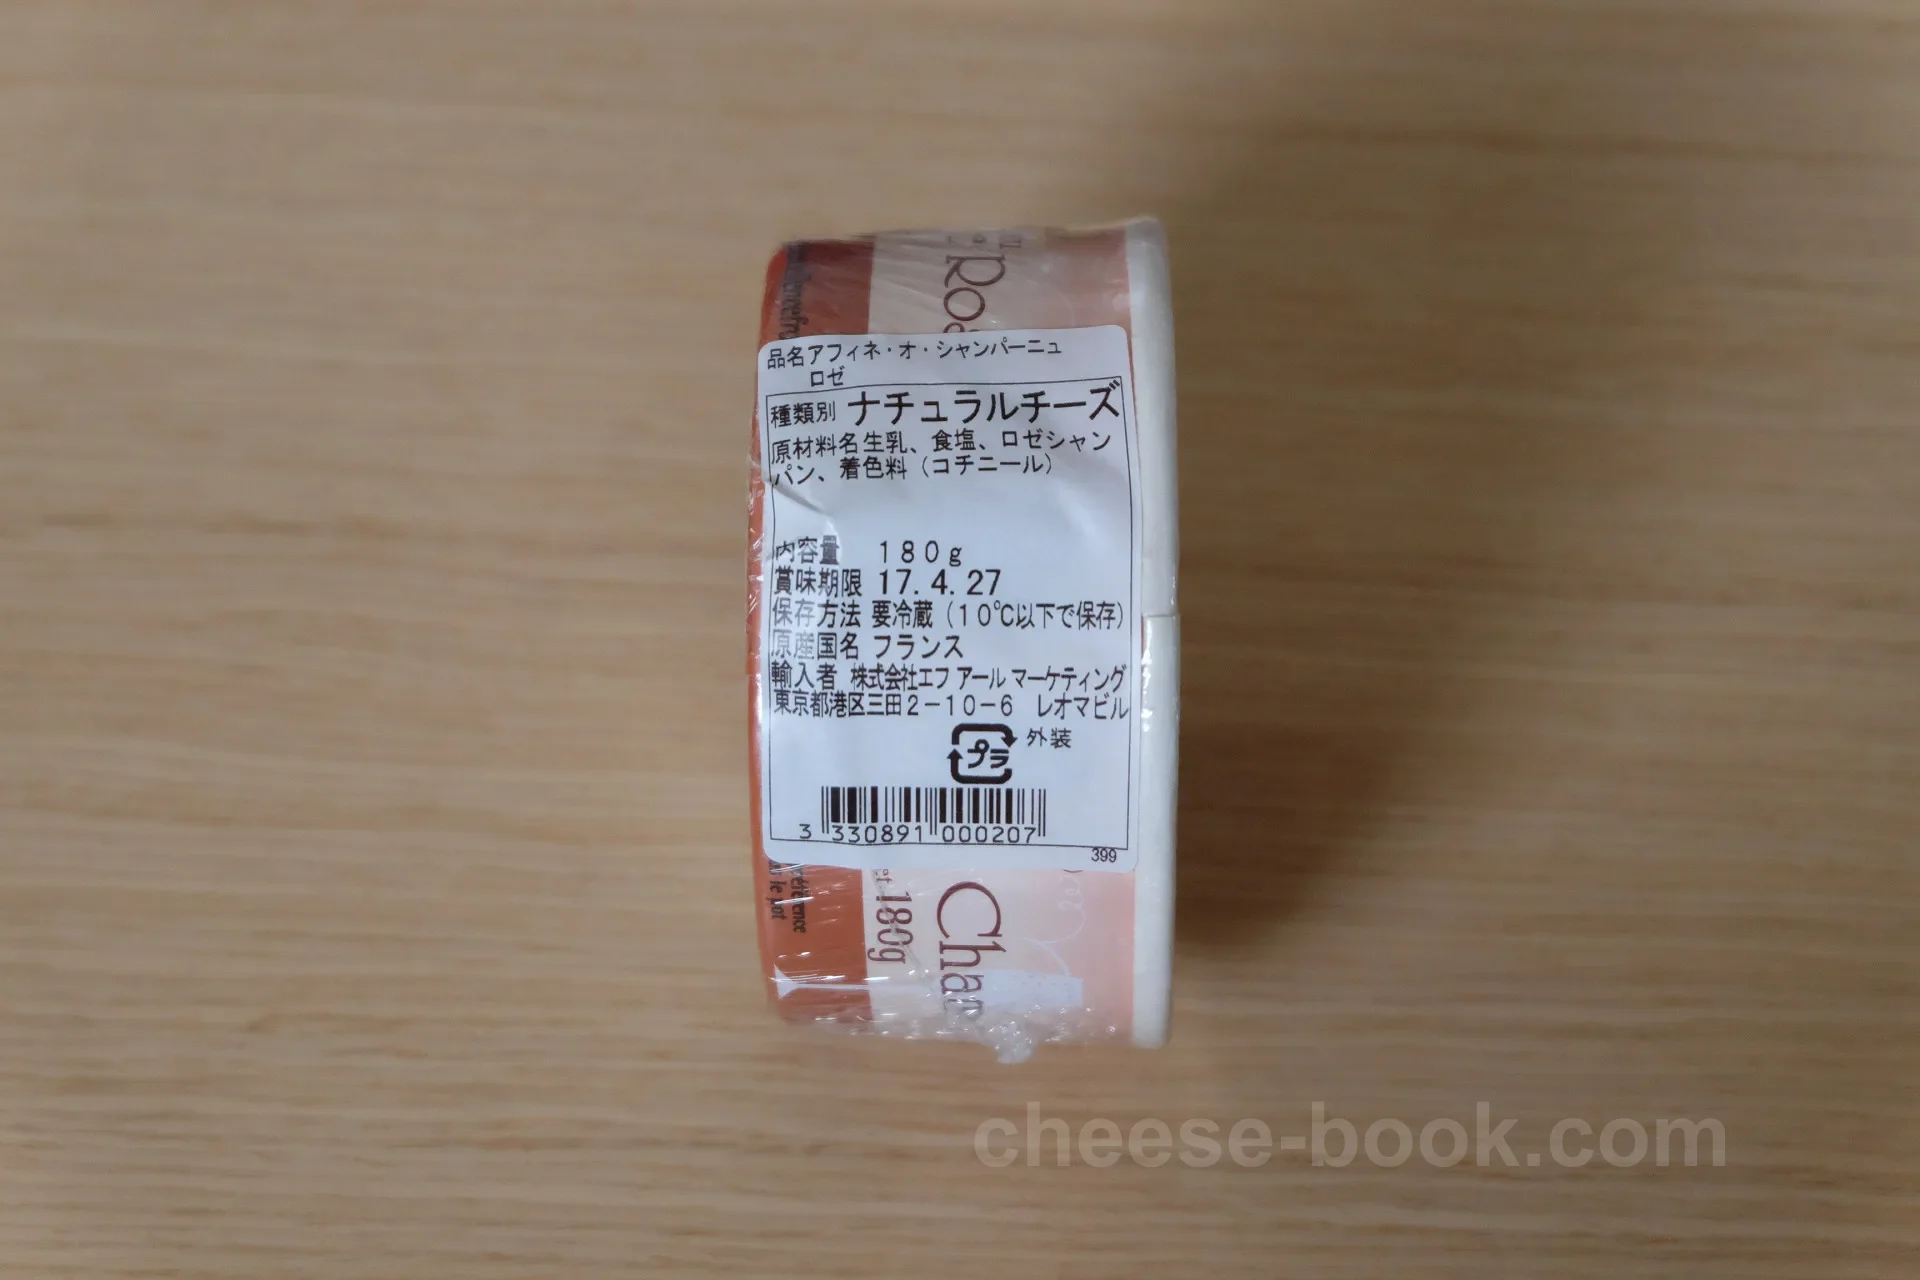 品名アフィネ・オ・シャンパーニュ
ロゼ
種類別 ナチュラルチーズ
原材料名生乳、食塩、ロゼシャン
パン、着色料（コチニール）
内容量 180g
賞味期限 17.4.27
保存方法 要冷蔵（10℃以下で保存）
原産国名 フランス
輸入者 株式会社エフ アール マーケティング
東京都港区三田2-10-6 レオマビル
プラ 外装
3 330891 000207
399
180g
le pot
cheese-book.com